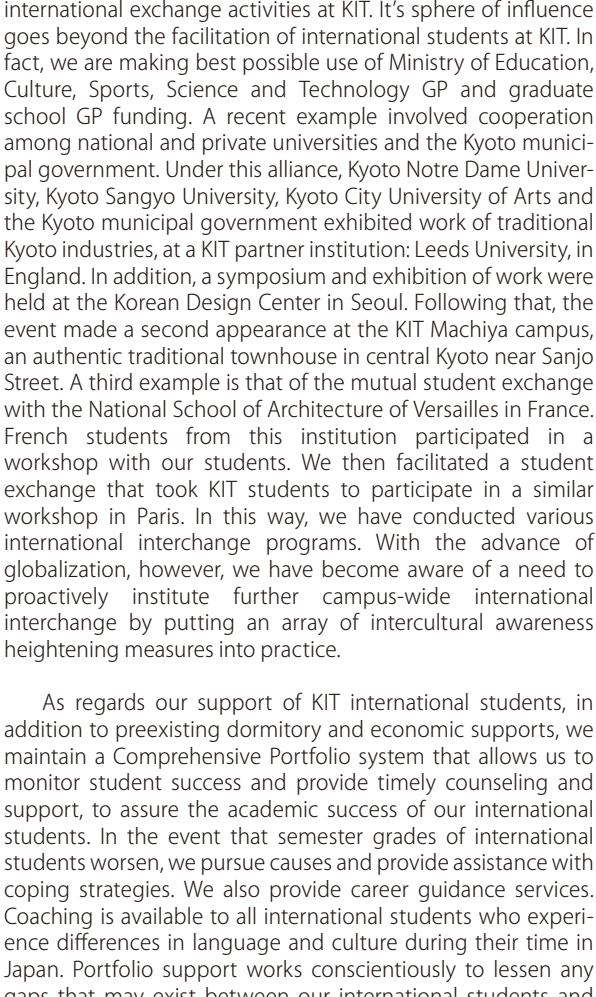 international exchange activities at KIT. It's sphere of influence
goes beyond the facilitation of international students at KIT. In
fact, we are making best possible use of Ministry of Education,
Culture, Sports, Science and Technology GP and graduate
school GP funding. A recent example involved cooperation
among national and private universities and the Kyoto munici-
pal government. Under this alliance, Kyoto Notre Dame Univer-
sity, Kyoto Sangyo University, Kyoto City University of Arts and
the Kyoto municipal government exhibited work of traditional
Kyoto industries, at a KIT partner institution: Leeds University, in
England. In addition, a symposium and exhibition of work were
held at the Korean Design Center in Seoul. Following that, the
event made a second appearance at the KIT Machiya campus,
an authentic traditional townhouse in central Kyoto near Sanjo
Street. A third example is that of the mutual student exchange
with the National School of Architecture of Versailles in France.
French students from this institution participated in a
workshop with our students. We then facilitated a student
exchange that took KIT students to participate in a similar
workshop in Paris. In this way, we have conducted various
international interchange programs. With the advance of
globalization, however, we have become aware of a need to
proactively institute further campus-wide international
interchange by putting an array of intercultural awareness
heightening measures into practice.
As regards our support of KIT international students, in
addition to preexisting dormitory and economic supports, we
maintain a Comprehensive Portfolio system that allows us to
monitor student success and provide timely counseling and
support, to assure the academic success of our international
students. In the event that semester grades of international
students worsen, we pursue causes and provide assistance with
coping strategies. We also provide career guidance services.
Coaching is available to all international students who experi-
ence differences in language and culture during their time in
Japan. Portfolio support works conscientiously to lessen any
gaps that may exist between our international students and